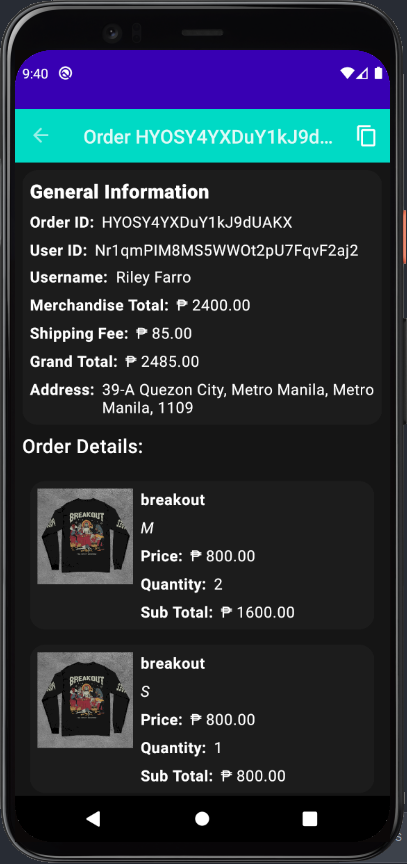 9:40
Order HYOSY4YXDuY1kJ9d...
General Information
Order ID: HYOSY4YXDuY1kJ9dUAKX
User ID: Nr1qmPIM8MS5WWOt2pU7FqvF2aj2
Username: Riley Farro
Merchandise Total: ₱ 2400.00
Shipping Fee: ₱ 85.00
Grand Total: ₱ 2485.00
Address: 39-A Quezon City, Metro Manila, Metro
Manila, 1109
Order Details:
BREAKOUT
breakout
M
Price: ₱ 800.00
Quantity: 2
Sub Total: ₱ 1600.00
BREAKOUT
breakout
S
Price: ₱ 800.00
Quantity: 1
Sub Total: ₱ 800.00